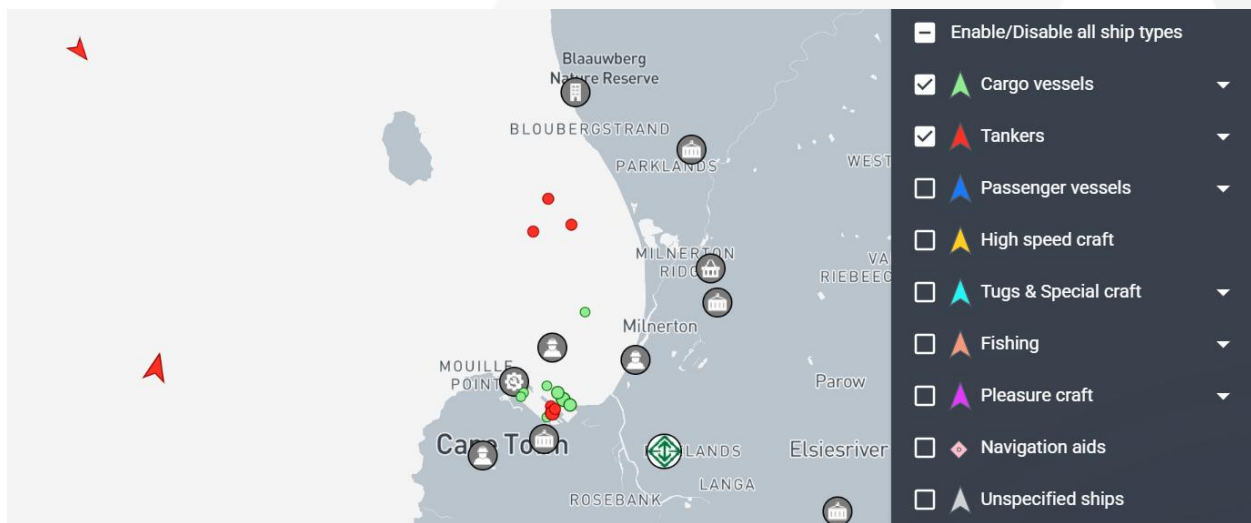 Blaauwberg
Nature Reserve
BLOUBERGSTRAND
PARKLANDS
WEST
MILNERTON
RIDGE
VA
RIEBEEC
Milnerton
MOUILLE
POINT
Parow
Cape Town
LANDS
Elsiesriver
LANGA
ROSEBANK
Enable/Disable all ship types
Cargo vessels
Tankers
Passenger vessels
High speed craft
Tugs & Special craft
Fishing
Pleasure craft
Navigation aids
Unspecified ships